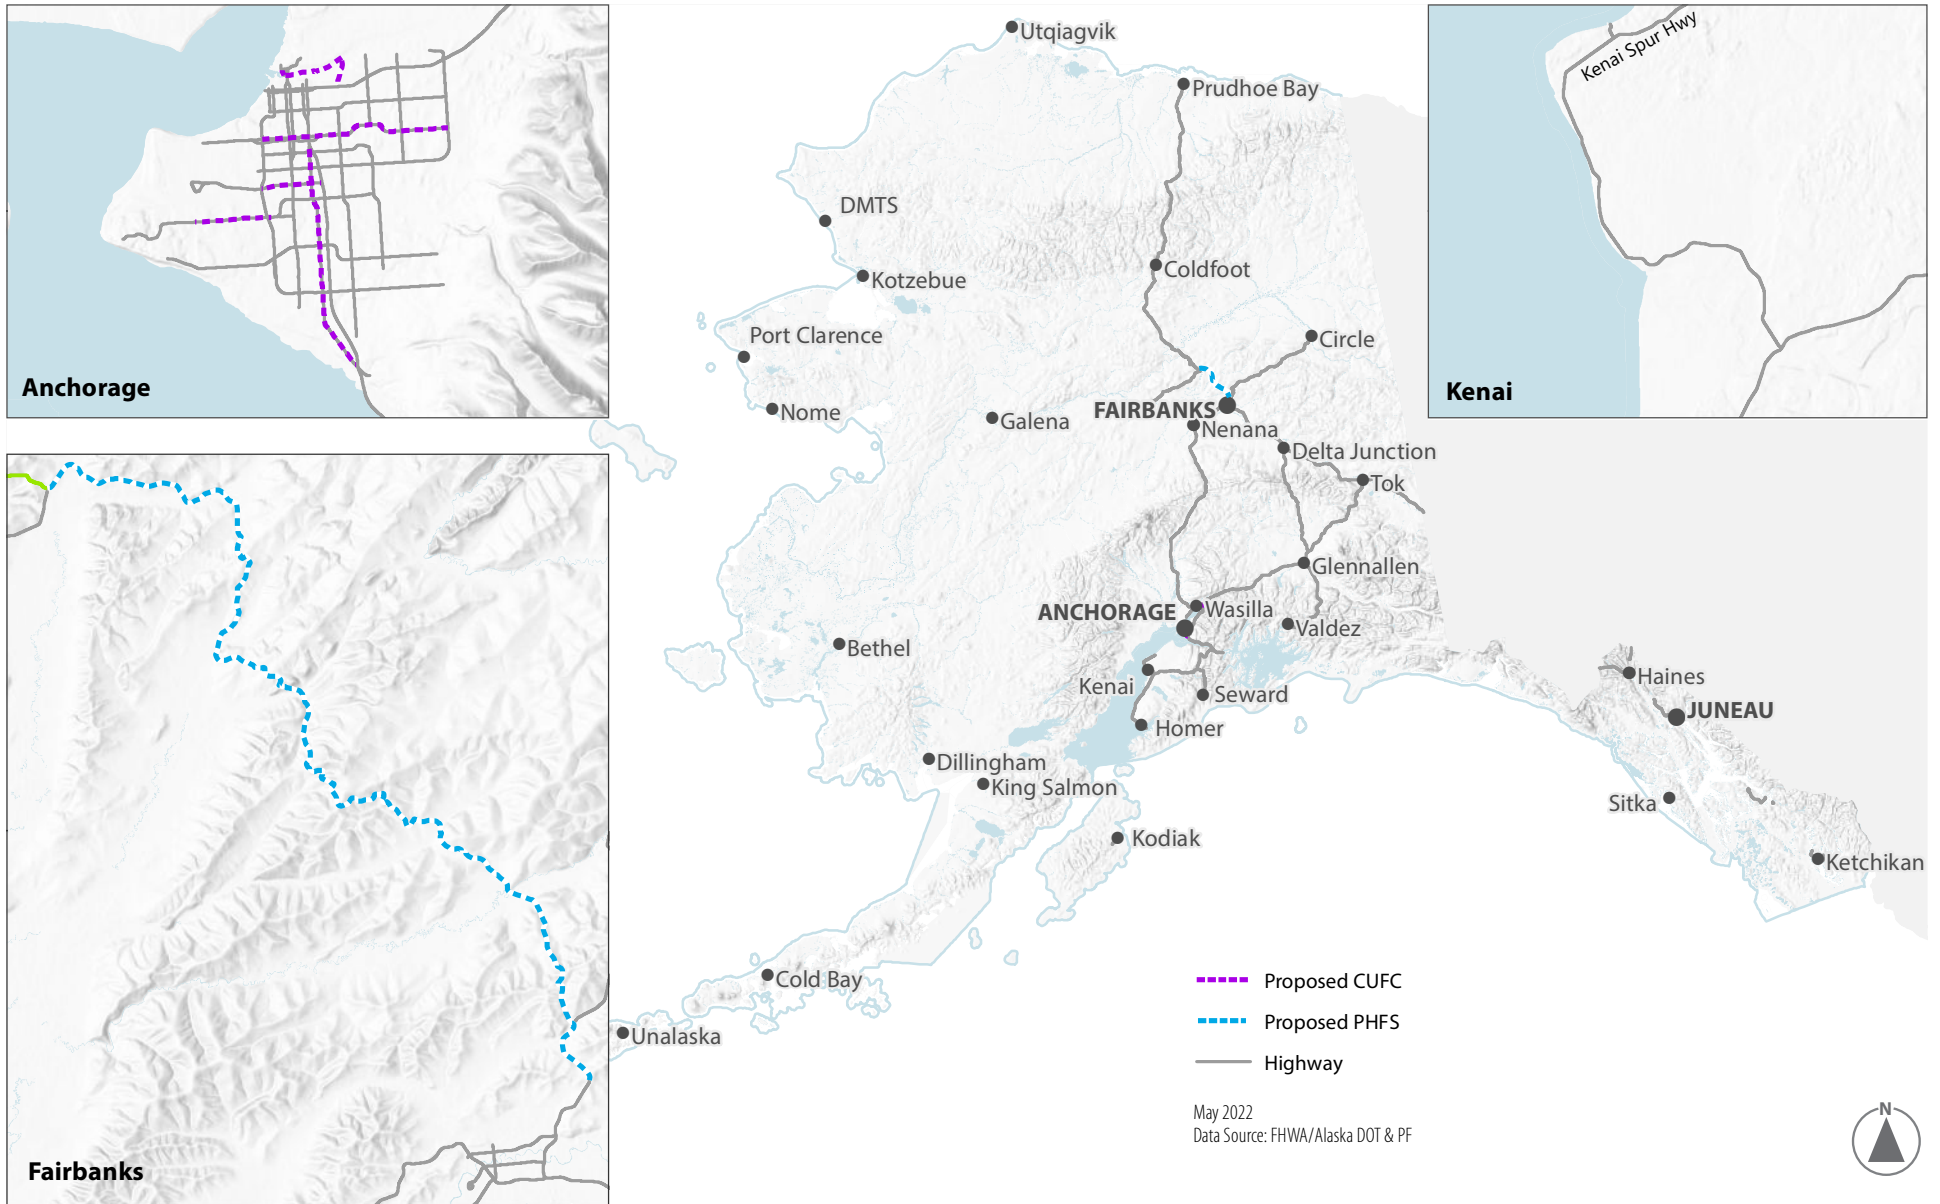 Utqiagvik
Prudhoe Bay
Kenai Spur Hwy
DMTS
Coldfoot
Kotzebue
Port Clarence
Circle
Anchorage
Kenai
Nome
Galena
FAIRBANKS
Nenana
Delta Junction
Tok
Glennallen
ANCHORAGE
Wasilla
Valdez
Bethel
Kenai
Seward
Haines
JUNEAU
Homer
Dillingham
King Salmon
Sitka
Kodiak
Ketchikan
Cold Bay
Unalaska
Proposed CUFC
Proposed PHFS
Highway
May 2022
Data Source: FHWA/Alaska DOT & PF
N
Fairbanks